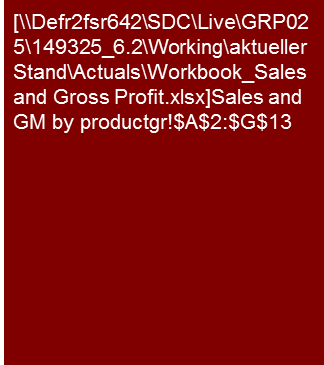 [\\Defr2fsr642\SDC\Live\GRP02
5\149325_6.2\Working\aktueller
Stand\Actuals\Workbook_Sales
and Gross Profit.xlsx]Sales and
GM by productgr!$A$2:$G$13